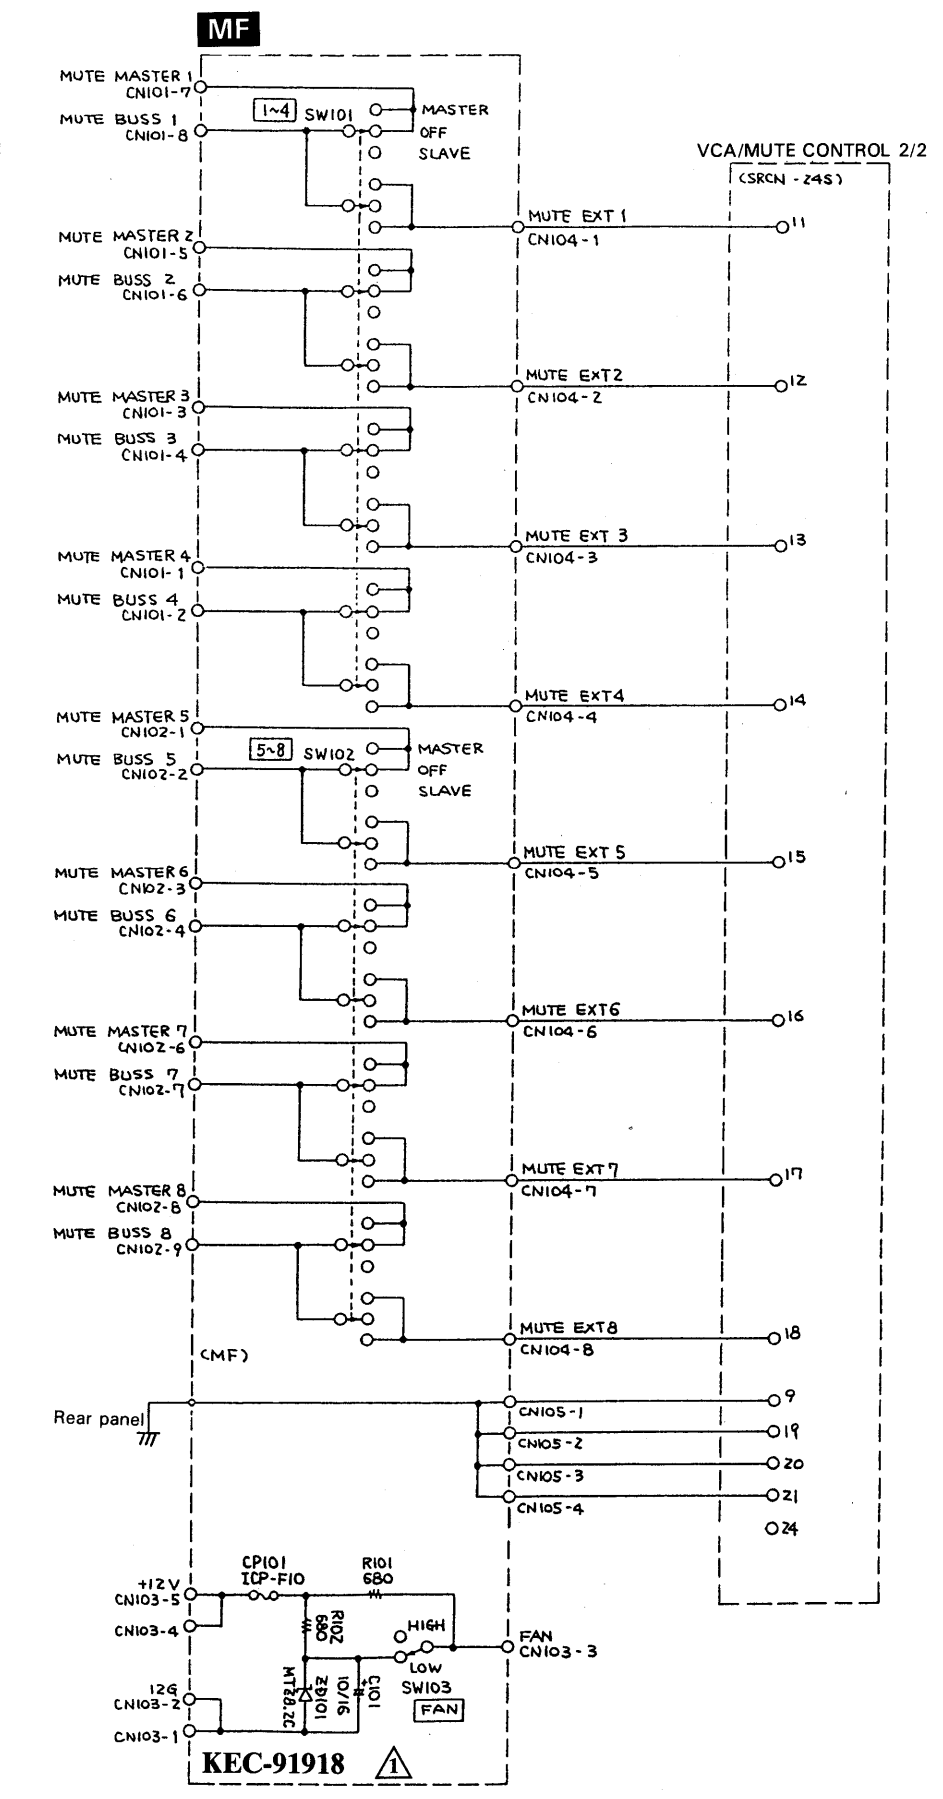 MF
MUTE MASTER 1
CN101-7
1~4
SW101
MASTER
MUTE BUSS 1
CN101-8
OFF
SLAVE
VCA/MUTE CONTROL 2/2
(SRCN-24S)
MUTE EXT 1
CN104-1
11
MUTE MASTER 2
CN101-5
MUTE BUSS 2
CN101-6
MUTE EXT2
CN104-2
12
MUTE MASTER 3
CN101-3
MUTE BUSS 3
CN101-4
MUTE EXT 3
CN104-3
13
MUTE MASTER 4
CN101-1
MUTE BUSS 4
CN101-2
MUTE EXT4
CN104-4
14
MUTE MASTER 5
CN102-1
5~8
SW102
MASTER
MUTE BUSS 5
CN102-2
OFF
SLAVE
MUTE EXT 5
CN104-5
15
MUTE MASTER 6
CN102-3
MUTE BUSS 6
CN102-4
MUTE EXT6
CN104-6
16
MUTE MASTER 7
CN102-6
MUTE BUSS 7
CN102-7
MUTE EXT7
CN104-7
17
MUTE MASTER 8
CN102-8
MUTE BUSS 8
CN102-9
MUTE EXT8
CN104-8
18
(MF)
Rear panel
CN105-1
9
CN105-2
19
CN105-3
20
CN105-4
21
24
CP101
ICP-F10
R101
680
+12V
CN103-5
CN103-4
R102
680
HIGH
LOW
SW103
FAN
FAN
CN103-3
12G
CN103-2
CN103-1
MTZ8.2C
ZD101
10/16
C101
+
KEC-91918
1